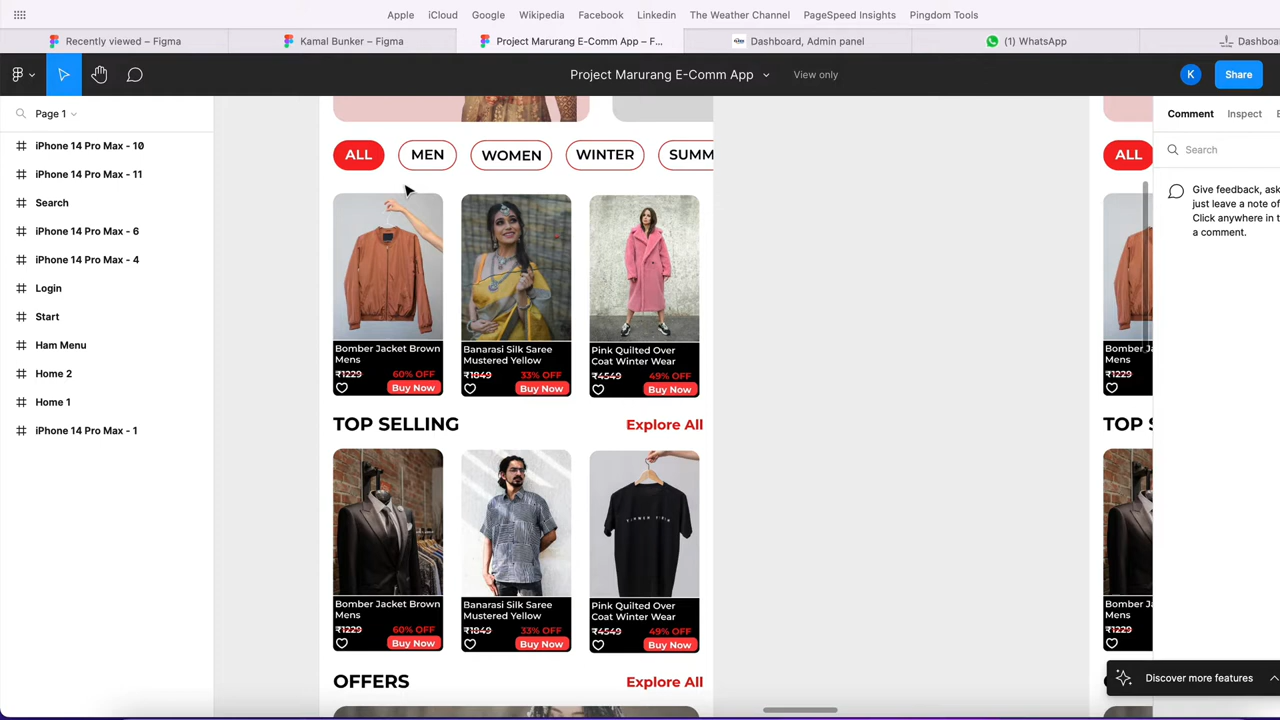 Apple iCloud Google Wikipedia Facebook Linkedin The Weather Channel PageSpeed Insights Pingdom Tools
Recently viewed – Figma Kamal Bunker – Figma Project Marurang E-Comm App – F... Dashboard, Admin panel (1) WhatsApp Dashboa
Project Marurang E-Comm App View only K Share
Page 1
iPhone 14 Pro Max - 10
iPhone 14 Pro Max - 11
Search
iPhone 14 Pro Max - 6
iPhone 14 Pro Max - 4
Login
Start
Ham Menu
Home 2
Home 1
iPhone 14 Pro Max - 1
ALL MEN WOMEN WINTER SUMM
Bomber Jacket Brown
Mens
₹1229 60% OFF
Buy Now
Banarasi Silk Saree
Mustered Yellow
₹1849 33% OFF
Buy Now
Pink Quilted Over
Coat Winter Wear
₹4549 49% OFF
Buy Now
TOP SELLING Explore All
TINNER TIRIN
Bomber Jacket Brown
Mens
₹1229 60% OFF
Buy Now
Banarasi Silk Saree
Mustered Yellow
₹1849 33% OFF
Buy Now
Pink Quilted Over
Coat Winter Wear
₹4549 49% OFF
Buy Now
OFFERS Explore All
ALL
Bomber J
Mens
₹1229
TOP S
Bomber J
Mens
₹1229
Comment Inspect E
Search
Give feedback, ask
just leave a note of
Click anywhere in t
a comment.
Discover more features